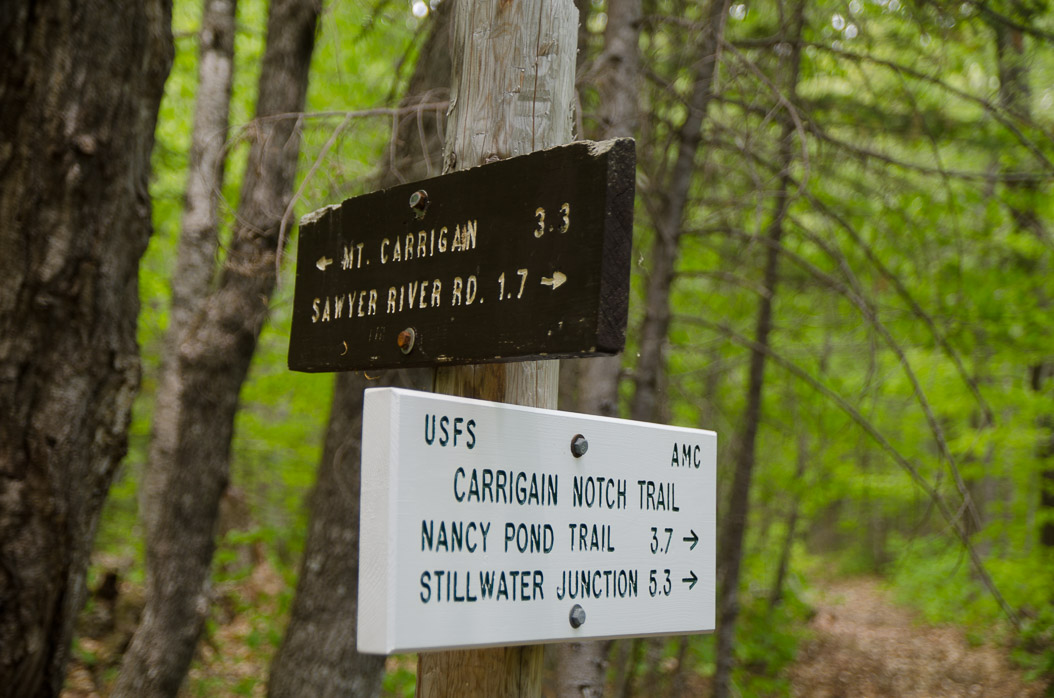 ← MT. CARRIGAN 3.3
SAWYER RIVER RD. 1.7 →
USFS AMC
CARRIGAIN NOTCH TRAIL
NANCY POND TRAIL 3.7 →
STILLWATER JUNCTION 5.3 →